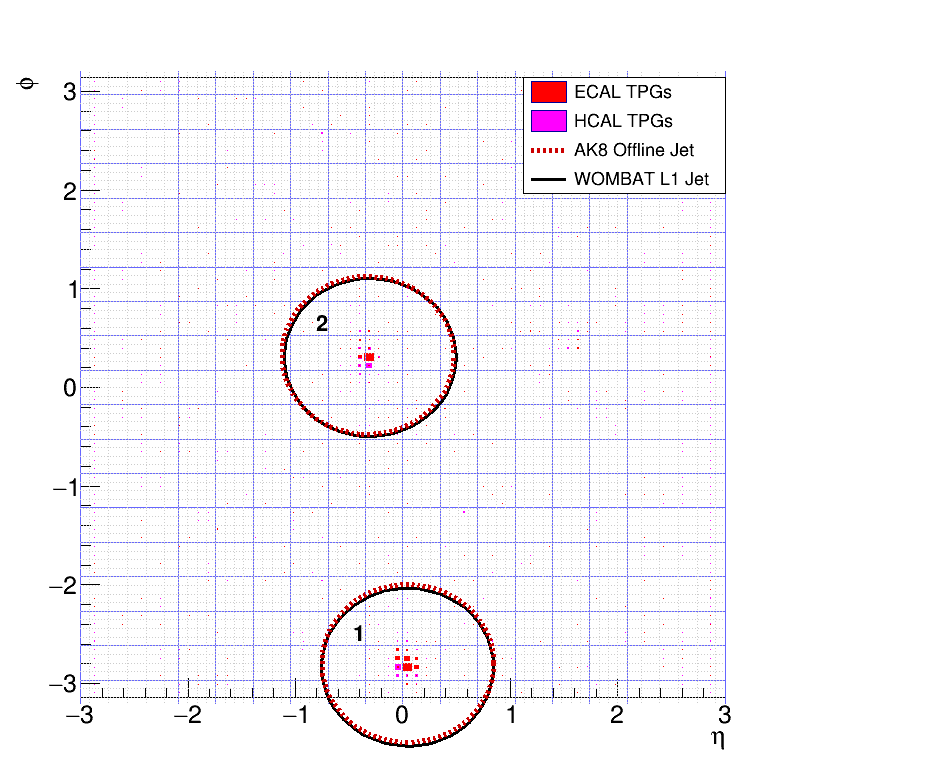 φ
3
2
1
0
−1
−2
−3
ECAL TPGs
HCAL TPGs
AK8 Offline Jet
WOMBAT L1 Jet
2
1
−3 −2 −1 0 1 2 3
η